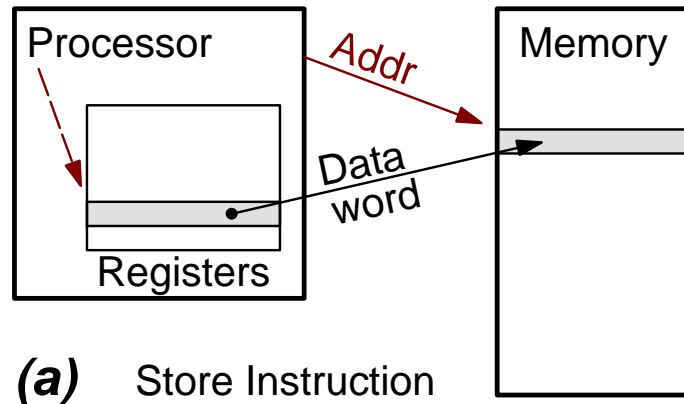 Processor
Addr
Memory
Data
word
Registers
(a) Store Instruction